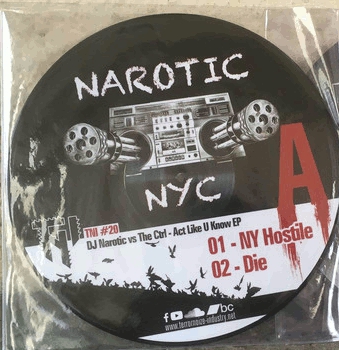 NAROTIC
NYC
A
TNI #20
DJ Narotic vs The Ctrl - Act Like U Know EP
01 - NY Hostile
02 - Die
bc
www.terrornoize-industry.net